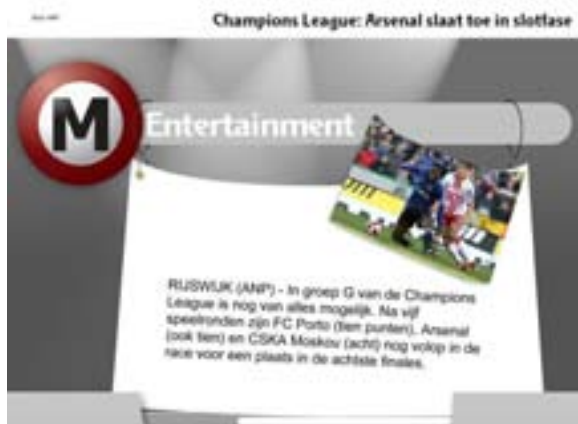 Champions League: Arsenal slaat toe in slotfase
M
Entertainment
RIJSWIJK (ANP) - In groep G van de Champions
League is nog van alles mogelijk. Na vijf
speelronden zijn FC Porto (tien punten), Arsenal
(ook tien) en CSKA Moskou (acht) nog volop in de
race voor een plaats in de achtste finales.